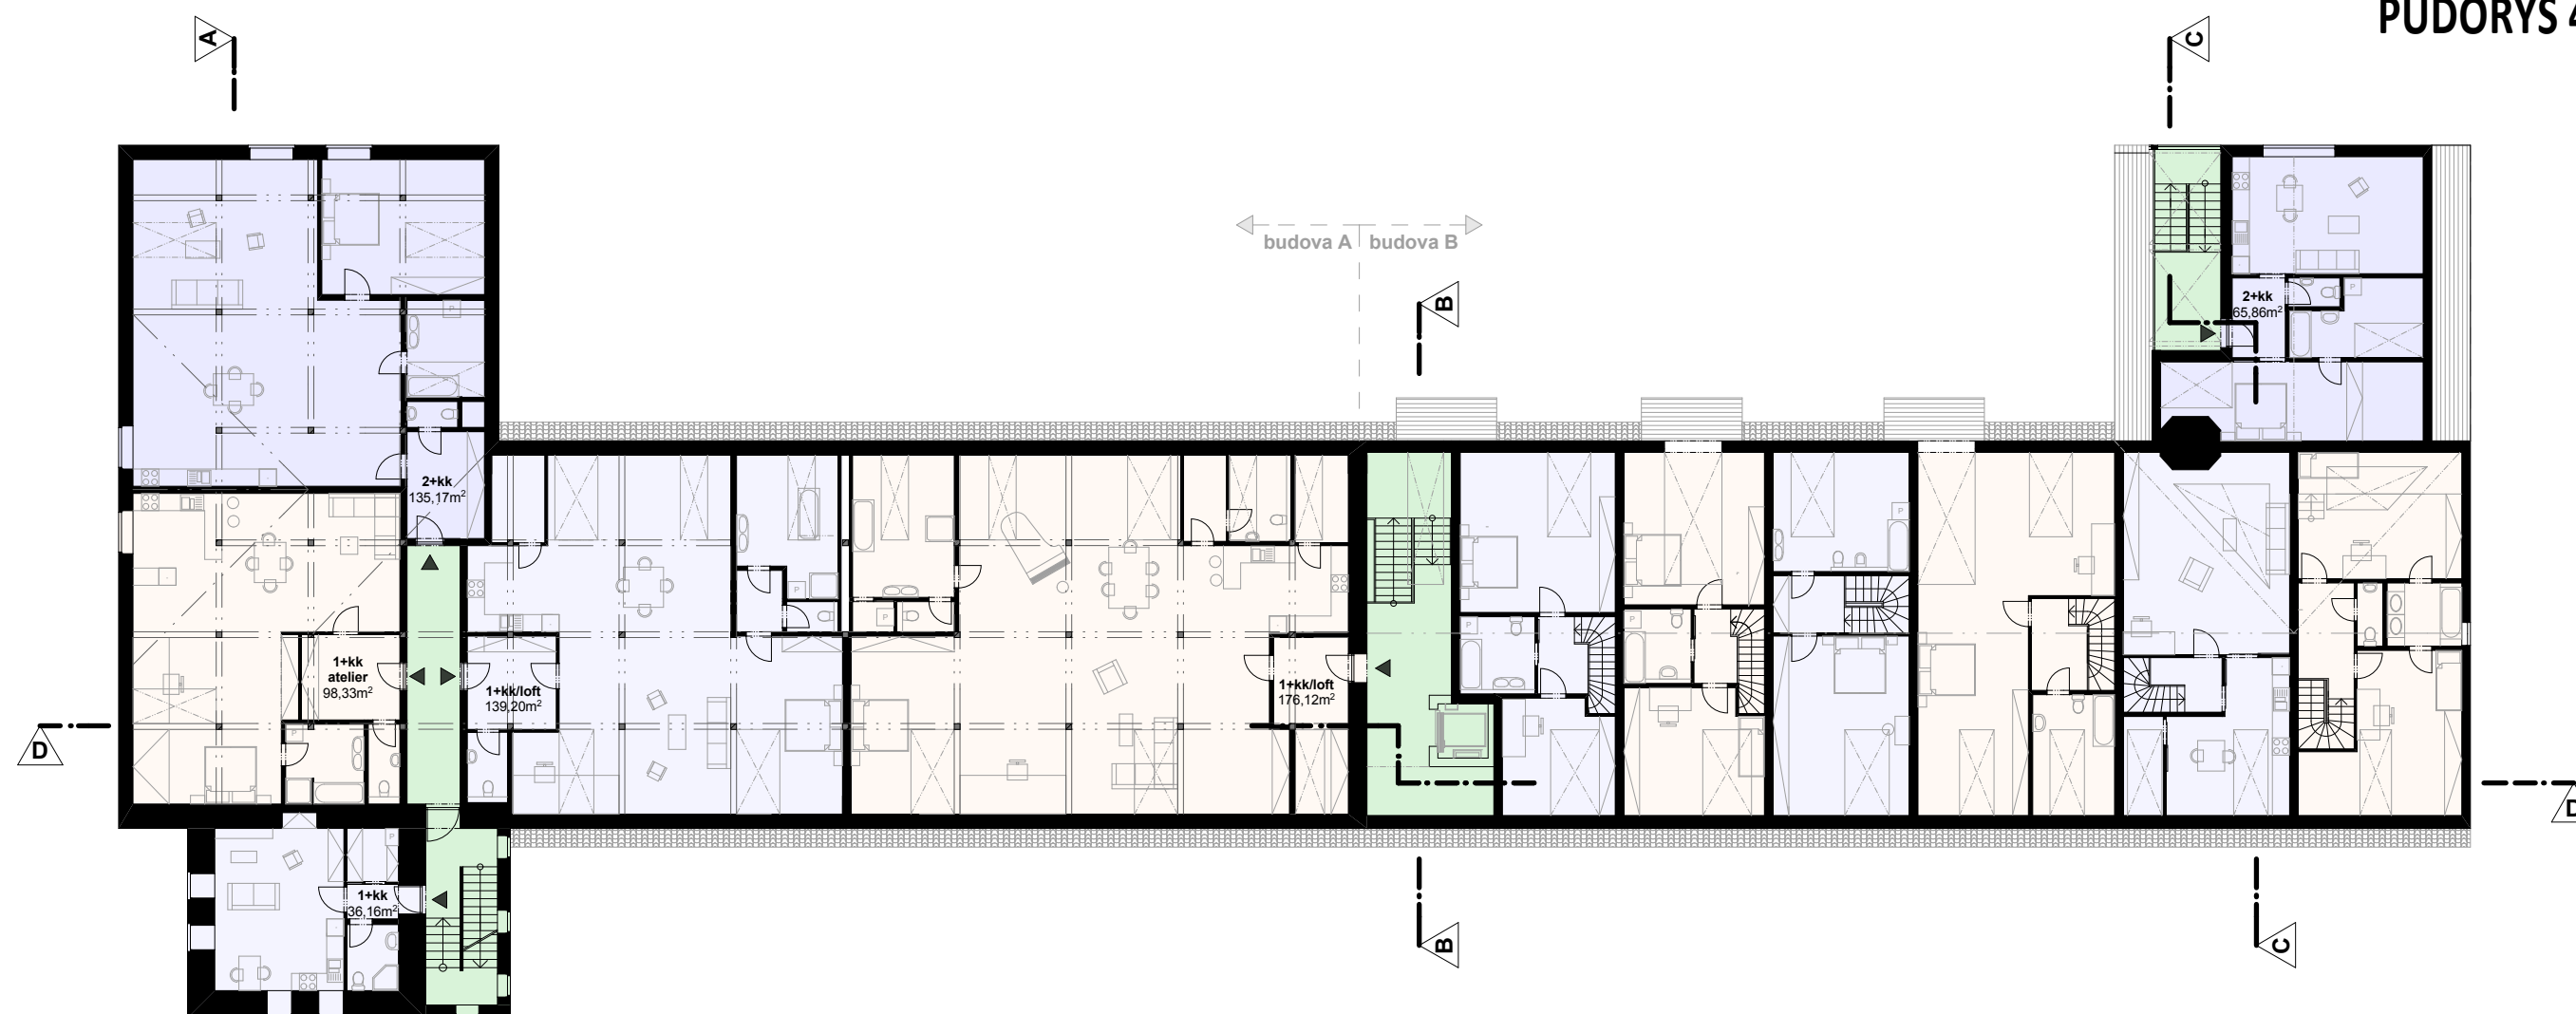 PŮDORYS 4
A
C
budova A
budova B
B
2+kk
65,86m²
2+kk
135,17m²
1+kk
atelier
98,33m²
1+kk/loft
139,20m²
1+kk/loft
176,12m²
D
D
1+kk
36,16m²
B
C
P
P
P
P
P
P
P
P
P
P